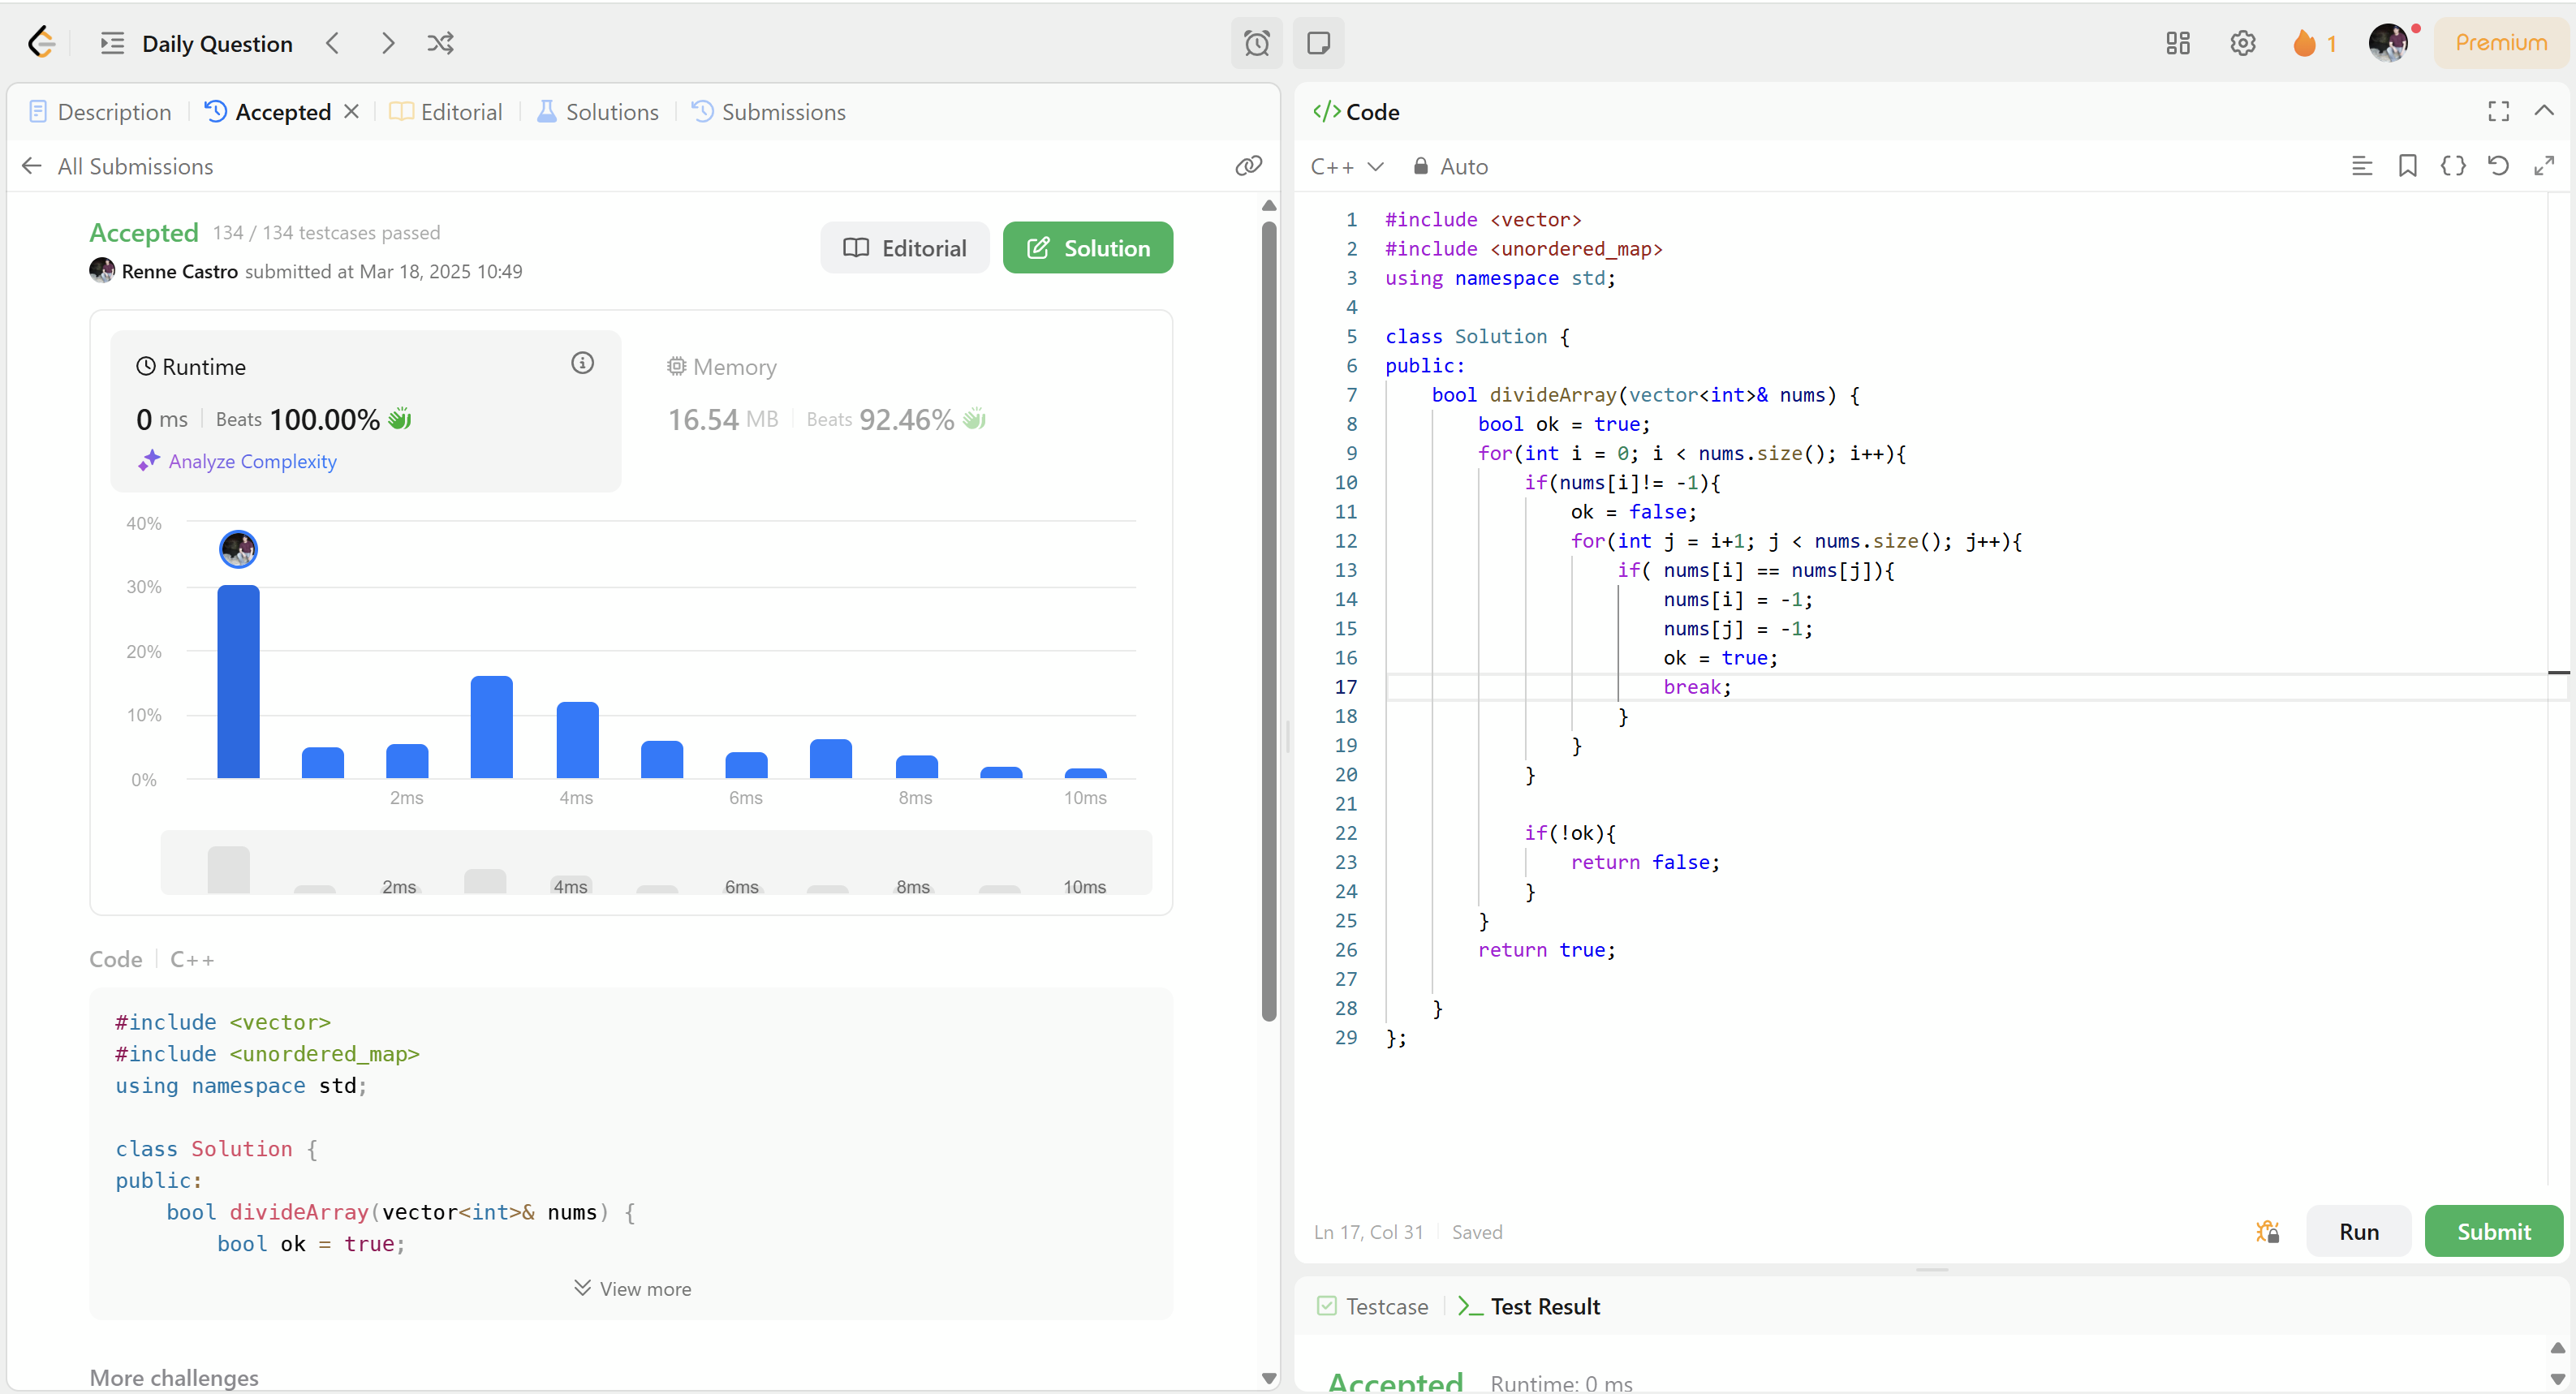 Daily Question
1
Premium
Description
Accepted
Editorial
Solutions
Submissions
All Submissions
Accepted 134 / 134 testcases passed
Renne Castro submitted at Mar 18, 2025 10:49
Editorial
Solution
Runtime
0 ms Beats 100.00%
Analyze Complexity
Memory
16.54 MB Beats 92.46%
40%
30%
20%
10%
0%
2ms 4ms 6ms 8ms 10ms
2ms 4ms 6ms 8ms 10ms
Code C++
#include <vector>
#include <unordered_map>
using namespace std;
class Solution {
public:
    bool divideArray(vector<int>& nums) {
        bool ok = true;
View more
More challenges
</> Code
C++ Auto
1 #include <vector>
2 #include <unordered_map>
3 using namespace std;
4
5 class Solution {
6 public:
7     bool divideArray(vector<int>& nums) {
8         bool ok = true;
9         for(int i = 0; i < nums.size(); i++){
10             if(nums[i]!= -1){
11                 ok = false;
12                 for(int j = i+1; j < nums.size(); j++){
13                     if( nums[i] == nums[j]){
14                         nums[i] = -1;
15                         nums[j] = -1;
16                         ok = true;
17                         break;
18                     }
19                 }
20             }
21
22             if(!ok){
23                 return false;
24             }
25         }
26         return true;
27
28     }
29 };
Ln 17, Col 31 Saved
Run
Submit
Testcase
Test Result
Accepted Runtime: 0 ms